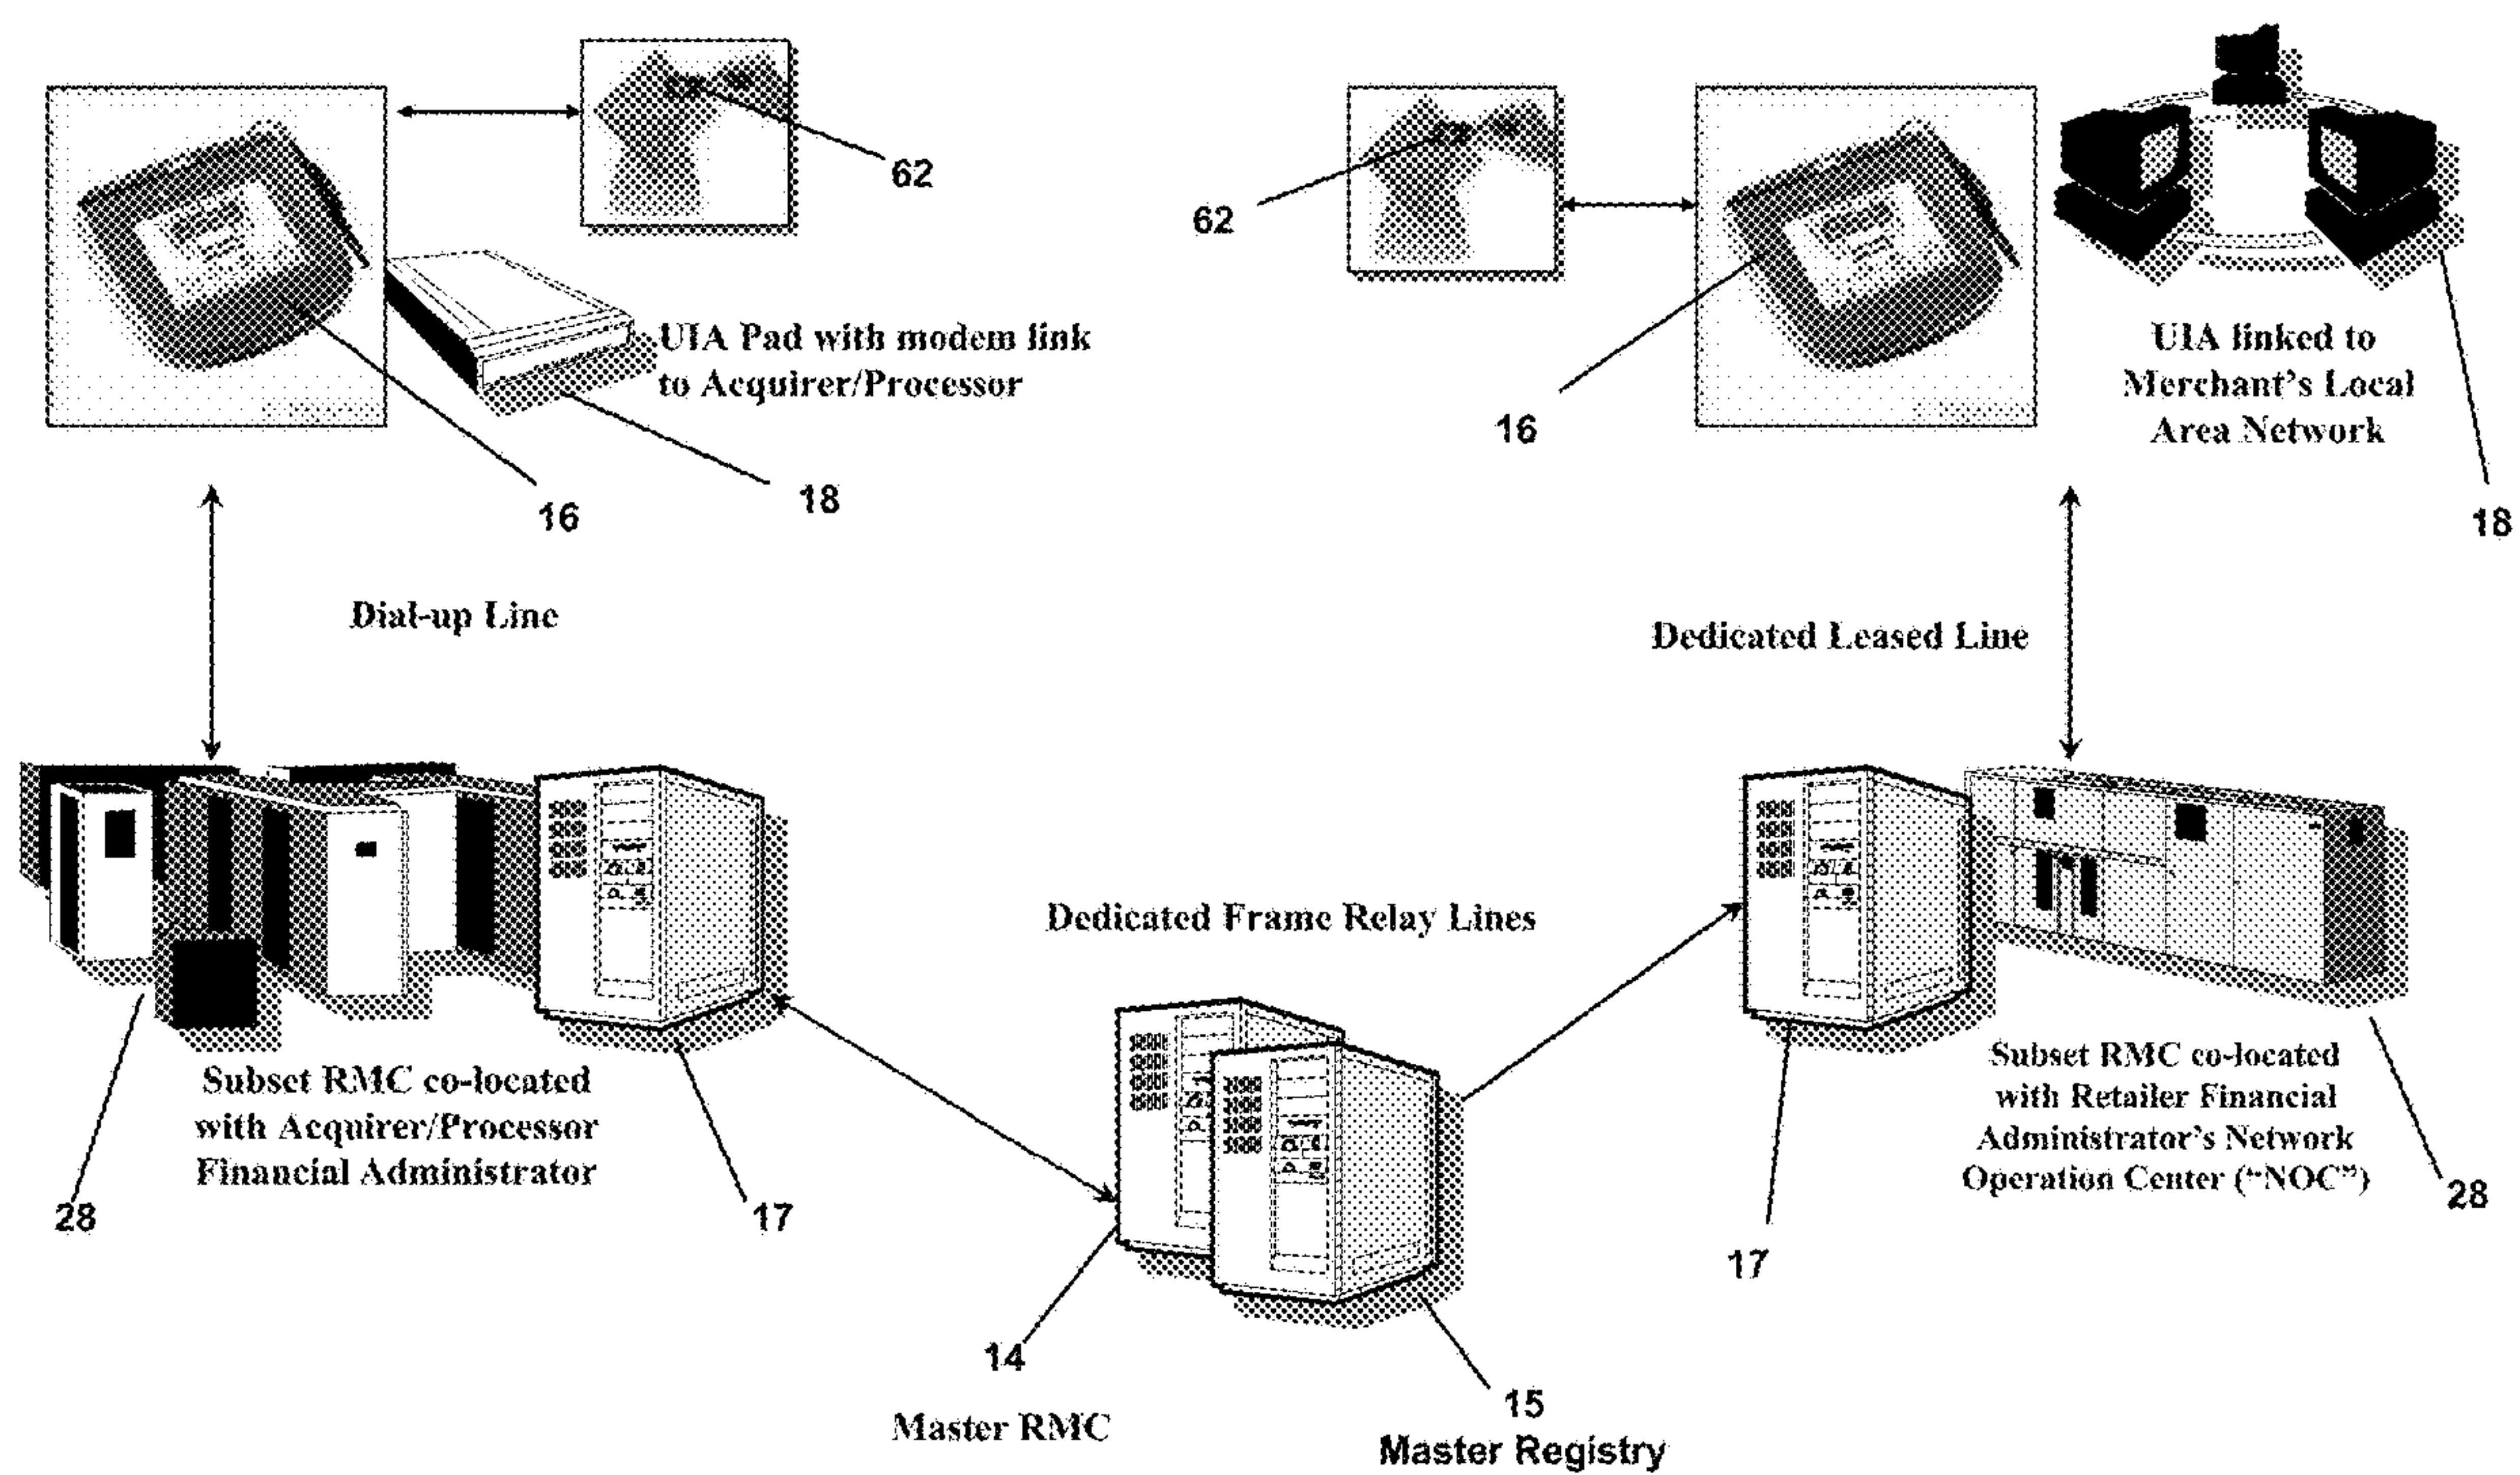 62
62
UIA Pad with modem link
to Acquirer/Processor
UIA linked to
Merchant's Local
Area Network
16
18
16
18
Dial-up Line
Dedicated Leased Line
Dedicated Frame Relay Lines
Subset RMC co-located
with Acquirer/Processor
Financial Administrator
28
17
Subset RMC co-located
with Retailer Financial
Administrator's Network
Operation Center ("NOC")
17
28
14
Master RMC
15
Master Registry